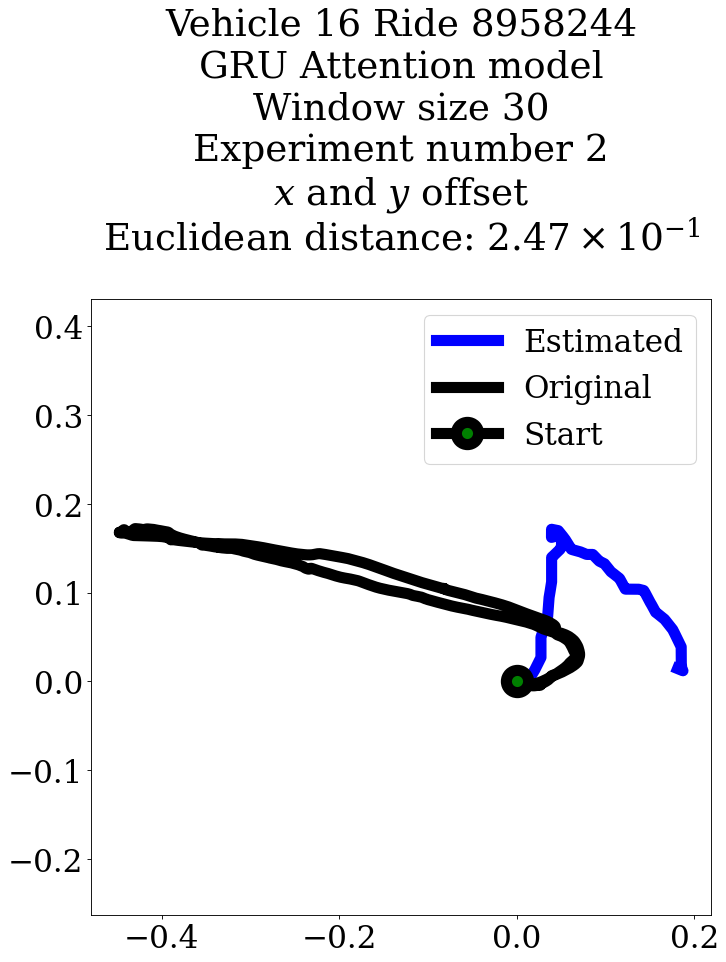 Vehicle 16 Ride 8958244
GRU Attention model
Window size 30
Experiment number 2
x and y offset
Euclidean distance: 2.47 × 10⁻¹
Estimated
Original
Start
0.4
0.3
0.2
0.1
0.0
−0.1
−0.2
−0.4 −0.2 0.0 0.2